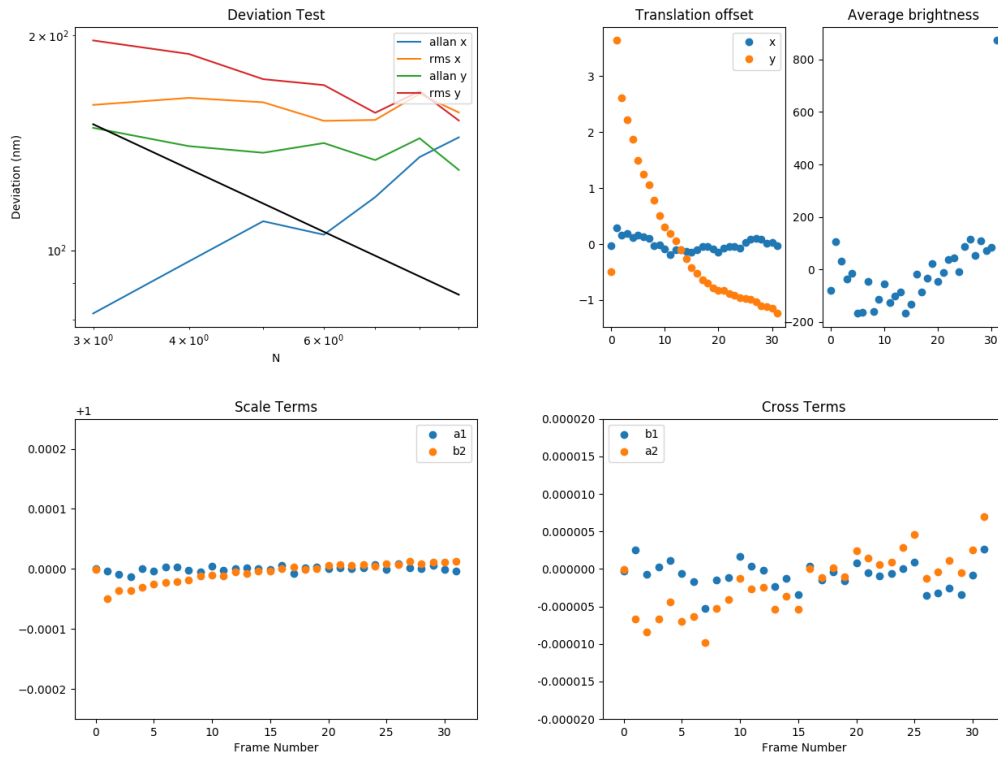 Deviation Test
2 × 10²
10²
Deviation (nm)
3 × 10⁰
4 × 10⁰
6 × 10⁰
N
allan x
rms x
allan y
rms y
Translation offset
3
2
1
0
−1
0
10
20
30
x
y
Average brightness
800
600
400
200
0
−200
0
10
20
30
Scale Terms
+1
0.0002
0.0001
0.0000
−0.0001
−0.0002
0
5
10
15
20
25
30
Frame Number
a1
b2
Cross Terms
0.000020
0.000015
0.000010
0.000005
0.000000
-0.000005
-0.000010
-0.000015
-0.000020
0
5
10
15
20
25
30
Frame Number
b1
a2